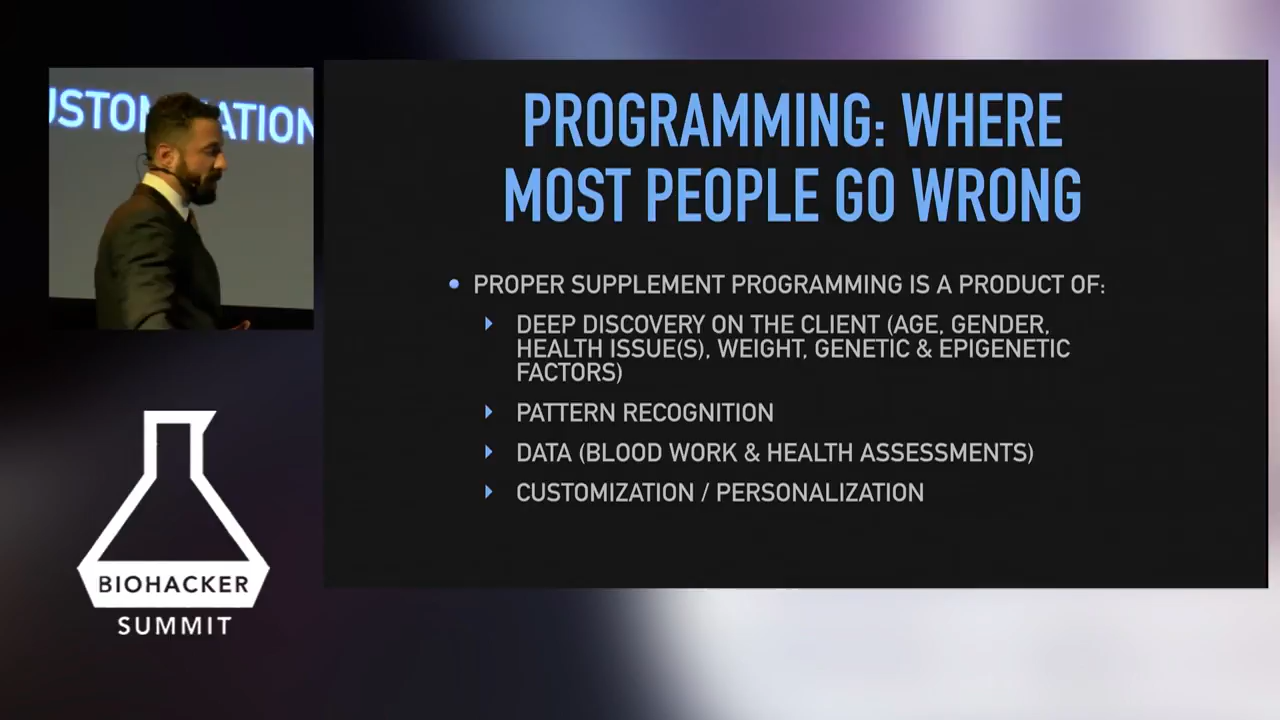 PROGRAMMING: WHERE
MOST PEOPLE GO WRONG
• PROPER SUPPLEMENT PROGRAMMING IS A PRODUCT OF:
DEEP DISCOVERY ON THE CLIENT (AGE, GENDER,
HEALTH ISSUE(S), WEIGHT, GENETIC & EPIGENETIC
FACTORS)
PATTERN RECOGNITION
DATA (BLOOD WORK & HEALTH ASSESSMENTS)
CUSTOMIZATION / PERSONALIZATION
BIOHACKER
SUMMIT